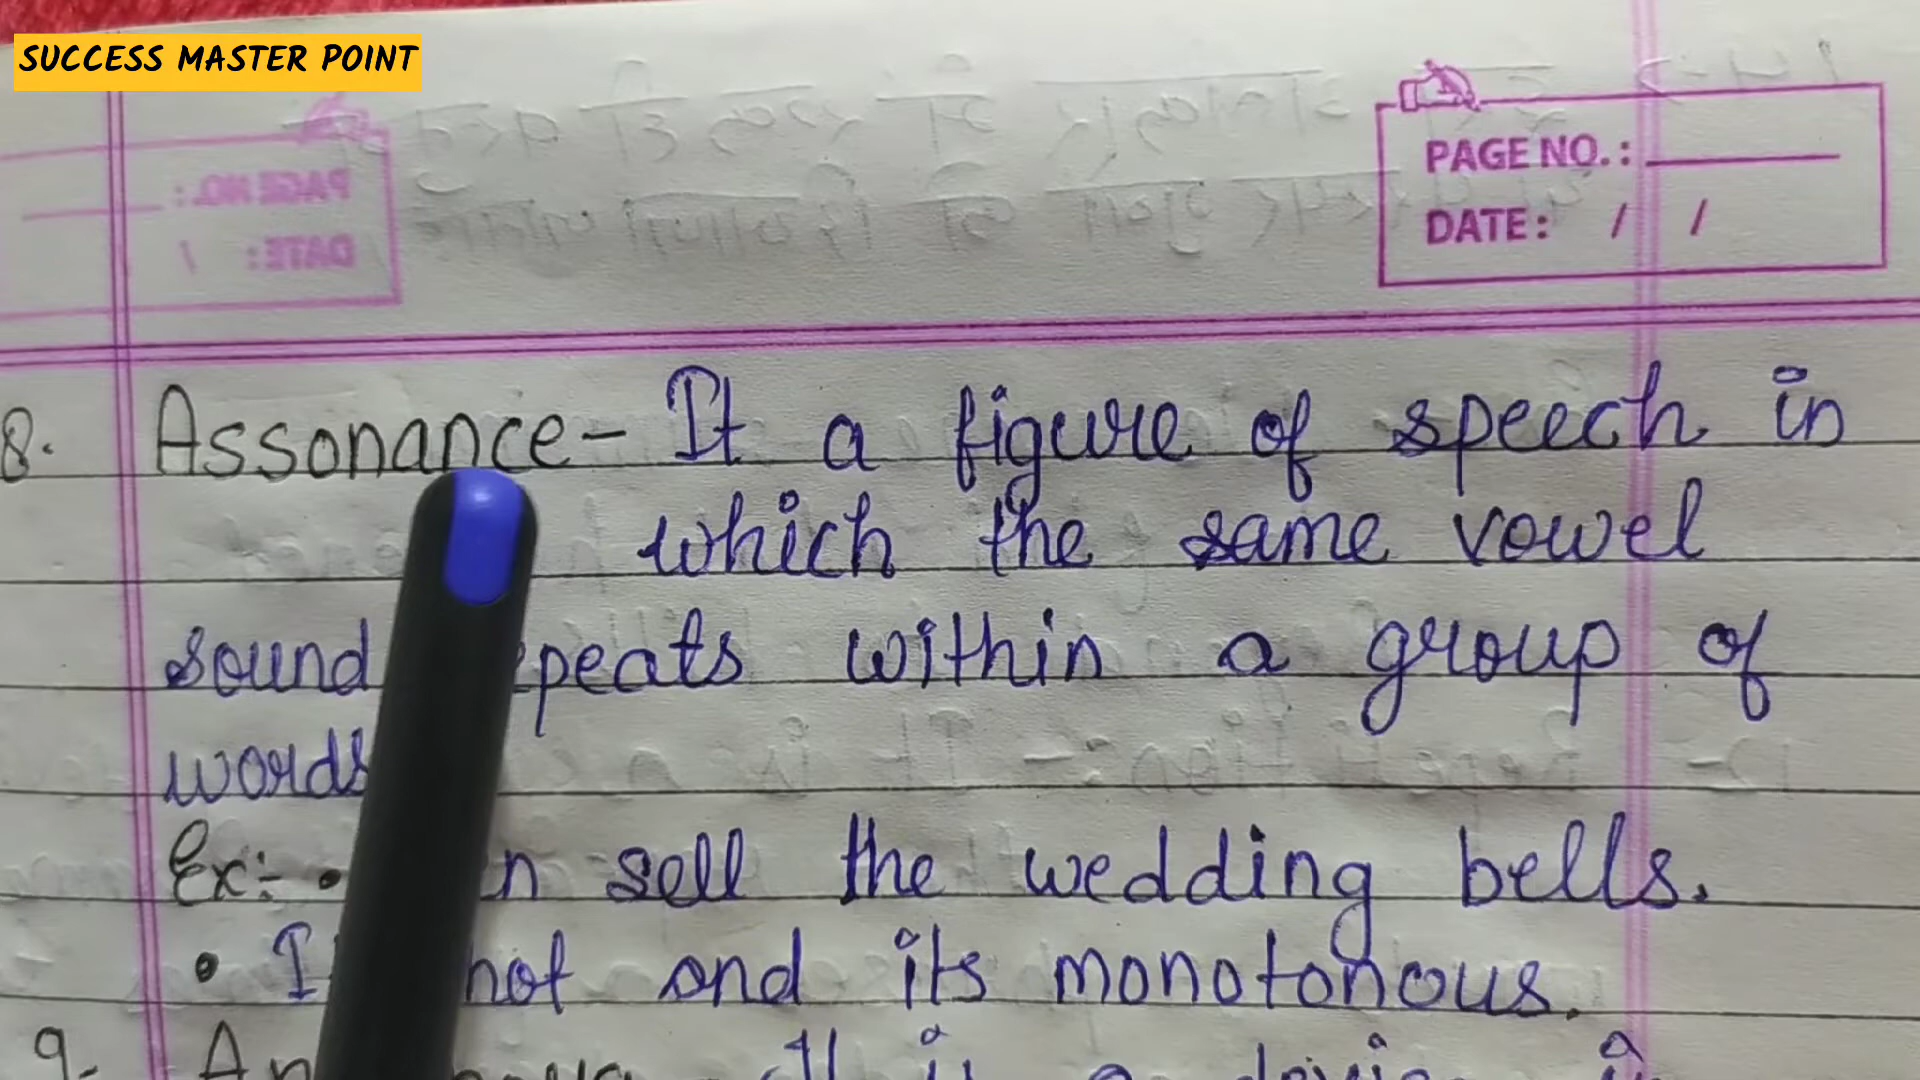 SUCCESS MASTER POINT
PAGE NO.:
DATE: / /
8. Assonance - It a figure of speech in
which the same vowel
sound peats within a group of
words
Ex:- • n sell the wedding bells.
• I hot and its monotonous.
9.